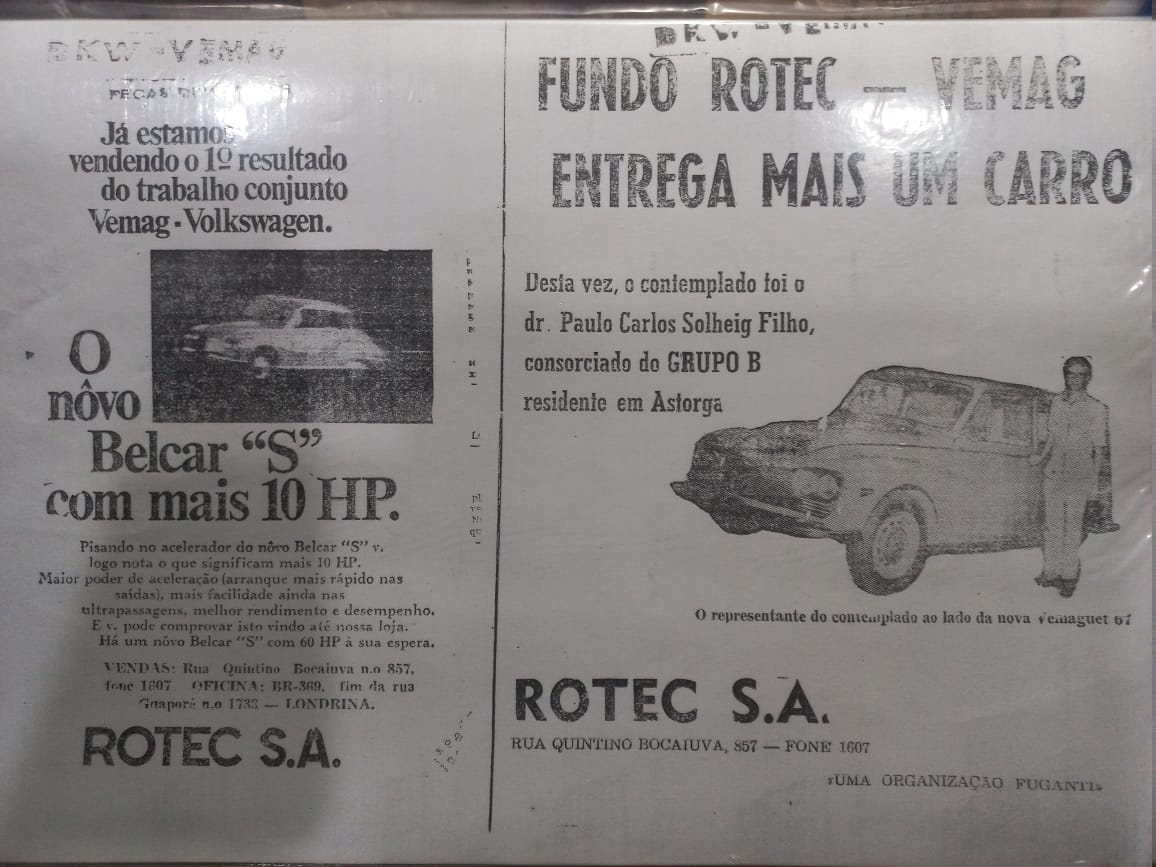 DKW-VEMAG
Já estamos
vendendo o 1º resultado
do trabalho conjunto
Vemag-Volkswagen.
O
nôvo
Belcar “S”
com mais 10 HP.
Pisando no acelerador do nôvo Belcar “S” v.
logo nota o que significam mais 10 HP.
Maior poder de aceleração (arranque mais rápido nas
saídas), mais facilidade ainda nas
ultrapassagens, melhor rendimento e desempenho.
E v. pode comprovar isto vindo até nossa loja.
Há um nôvo Belcar “S” com 60 HP à sua espera.
VENDAS: Rua Quintino Bocaiuva n.o 857,
fone 1607 OFICINA: BR-369, fim da rua
Guaporé n.o 1733 — LONDRINA.
ROTEC S.A.
DKW-VEMAG
FUNDO ROTEC — VEMAG
ENTREGA MAIS UM CARRO
Desta vez, o contemplado foi o
dr. Paulo Carlos Solheig Filho,
consorciado do GRUPO B
residente em Astorga
O representante do contemplado ao lado da nova Vemaguet 67
ROTEC S.A.
RUA QUINTINO BOCAIUVA, 857 — FONE 1607
«UMA ORGANIZAÇÃO FUGANTI»